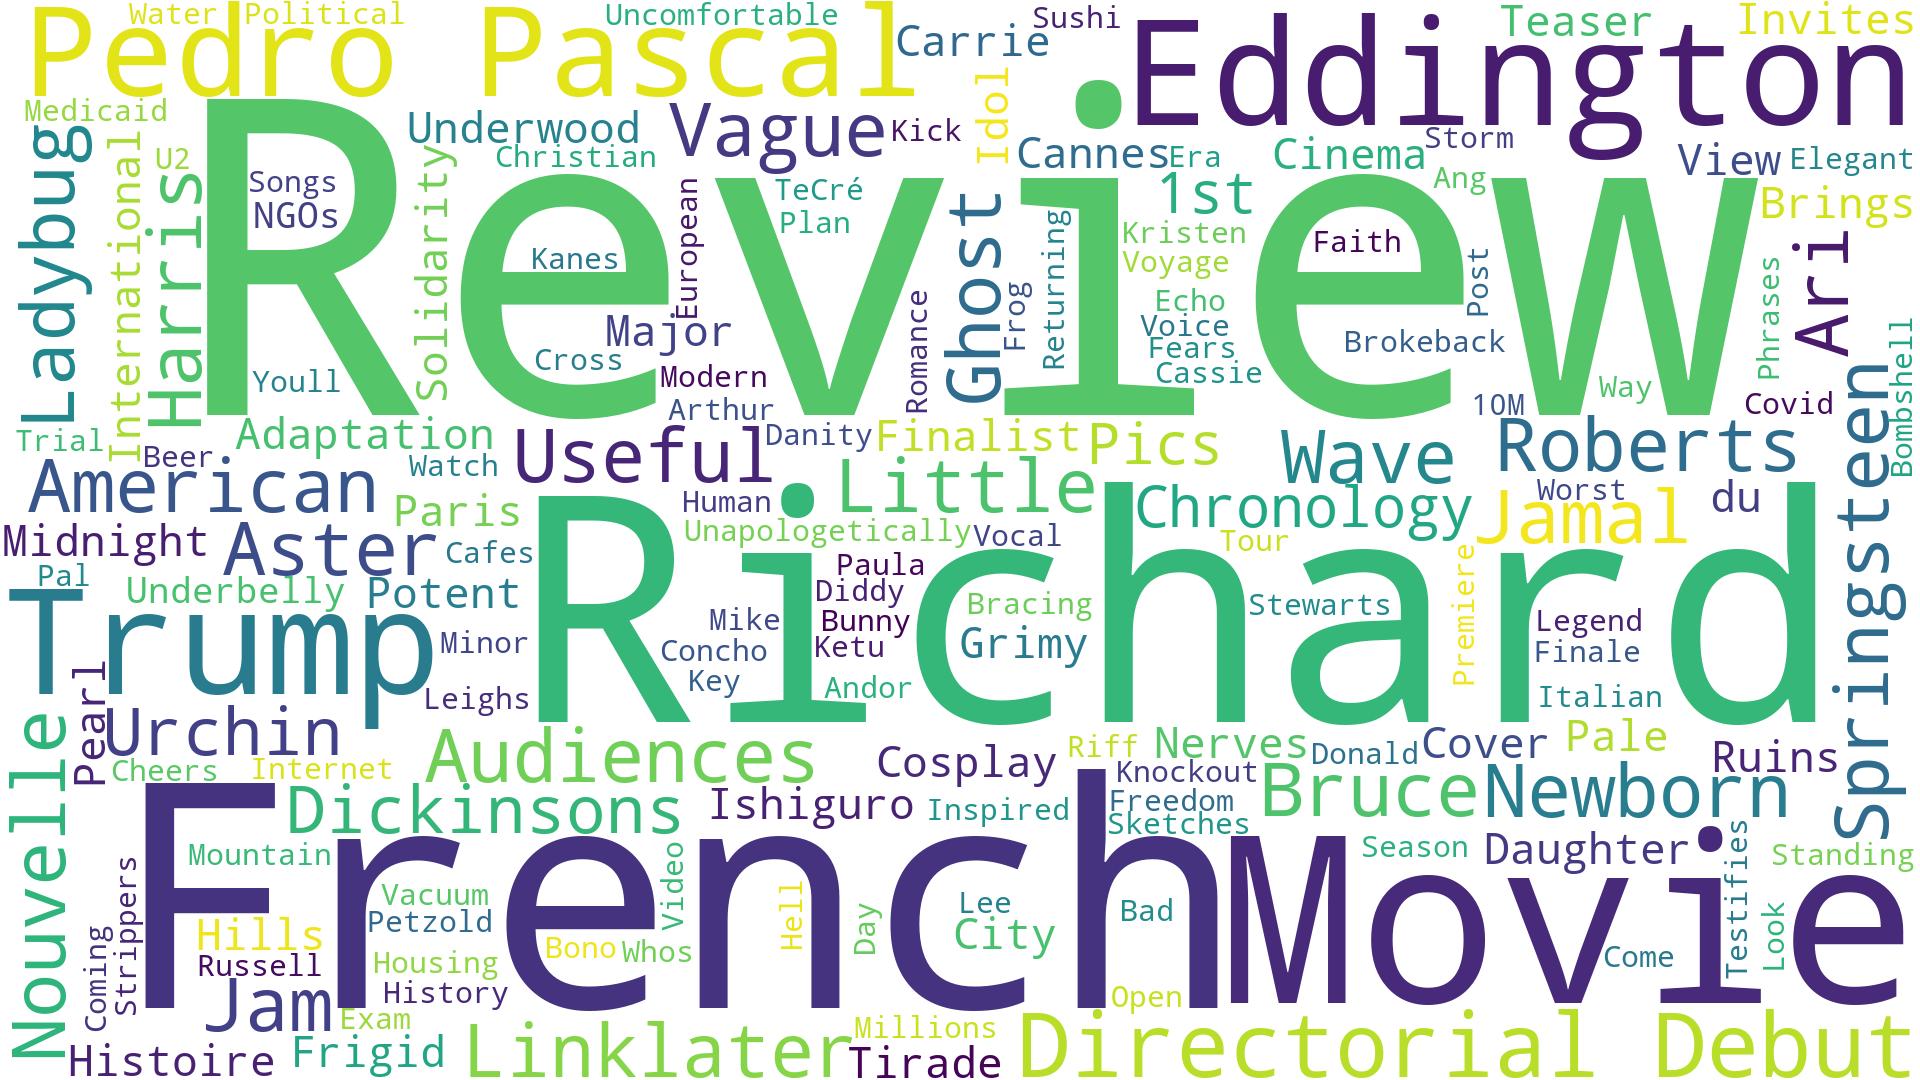 Water Political Uncomfortable Sushi Teaser Invites
Pedro Pascal Carrie Eddington
Medicaid Underwood Vague Kick Idol Storm
Ladybug International U2 Solidarity Christian Cannes Era Cinema View Elegant
Harris Songs European TeCré Ghost 1st Ang Brings
NGOs Plan Returning Kristen Faith Ari
Review
Kanes Frog Voyage Post Phrases
Major Romance Echo Brokeback Bombshell
Cross Voice
Youll Modern Fears Way
Arthur Cassie 10M Covid
Trial Adaptation Danity Finalist Pics Springsteen
Beer Watch Useful Little Wave Roberts
American Paris Human Chronology Worst du
Midnight Aster Cafes Unapologetically Vocal Tour Jamal
Pal Underbelly Potent Paula Premiere
Trump Richard
Minor Mike Diddy Bracing Stewarts Legend
Concho Bunny Grimy Finale
Pearl Leighs Key Ketu Italian
Andor
Nouvelle Urchin Audiences Cosplay Riff Nerves Donald Cover Pale Ruins
Cheers Internet Knockout
Dickinsons Ishiguro Inspired Freedom Bruce Newborn
Sketches
French Movie
Mountain Video Season Daughter Testifies Standing
Coming Strippers Vacuum Hell Day Lee Bad Look
Petzold City
Hills Bono Whos Come
Russell Housing
Jam History Open
Exam Millions
Histoire Frigid Linklater Tirade Directorial Debut